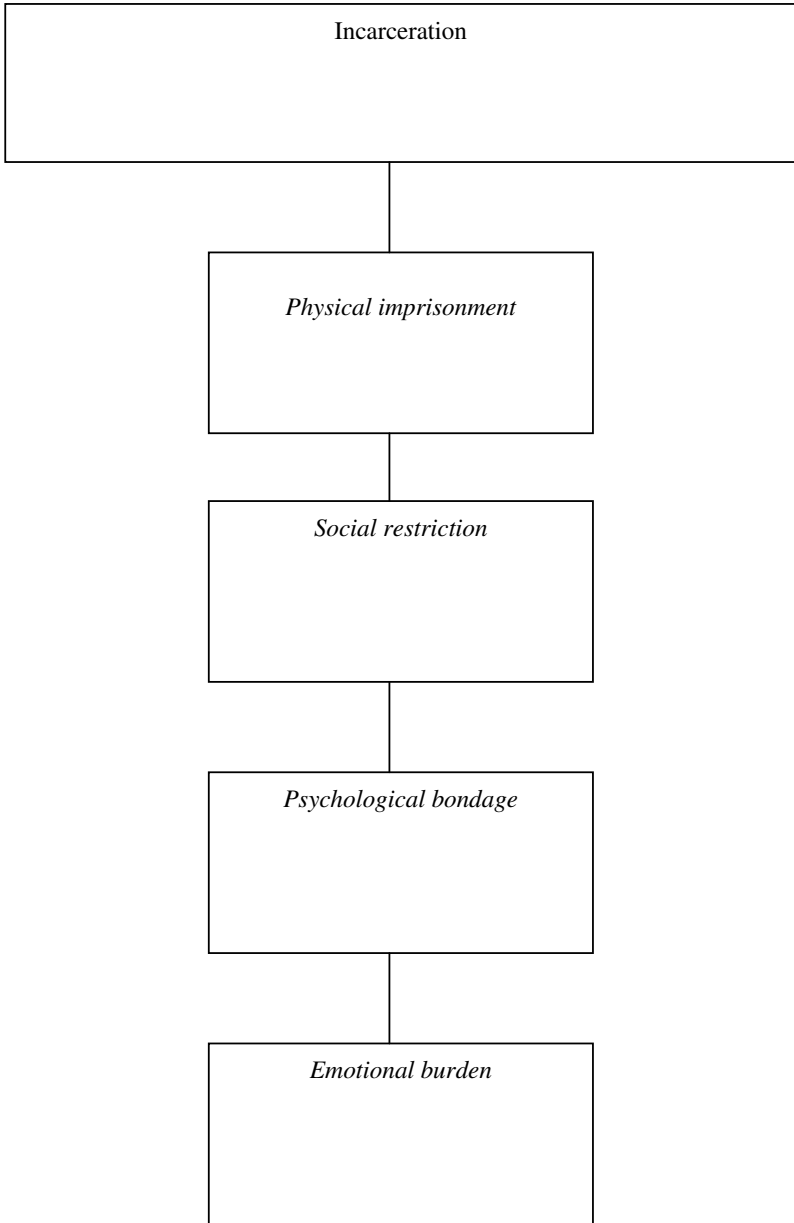 Incarceration
Physical imprisonment
Social restriction
Psychological bondage
Emotional burden